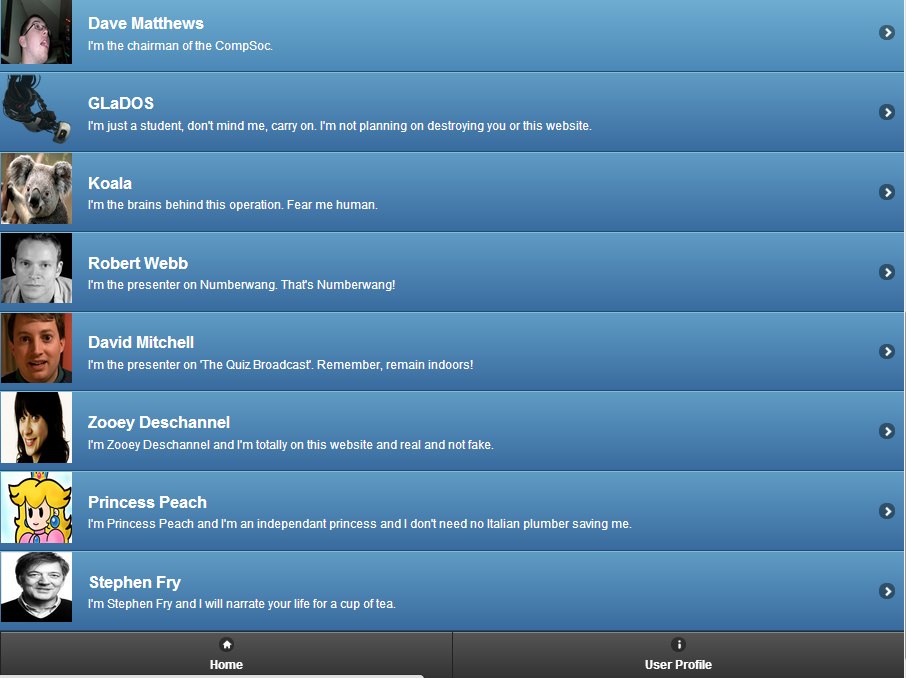 Dave Matthews
I'm the chairman of the CompSoc.
GLaDOS
I'm just a student, don't mind me, carry on. I'm not planning on destroying you or this website.
Koala
I'm the brains behind this operation. Fear me human.
Robert Webb
I'm the presenter on Numberwang. That's Numberwang!
David Mitchell
I'm the presenter on 'The Quiz Broadcast'. Remember, remain indoors!
Zooey Deschannel
I'm Zooey Deschannel and I'm totally on this website and real and not fake.
Princess Peach
I'm Princess Peach and I'm an independant princess and I don't need no Italian plumber saving me.
Stephen Fry
I'm Stephen Fry and I will narrate your life for a cup of tea.
Home
User Profile